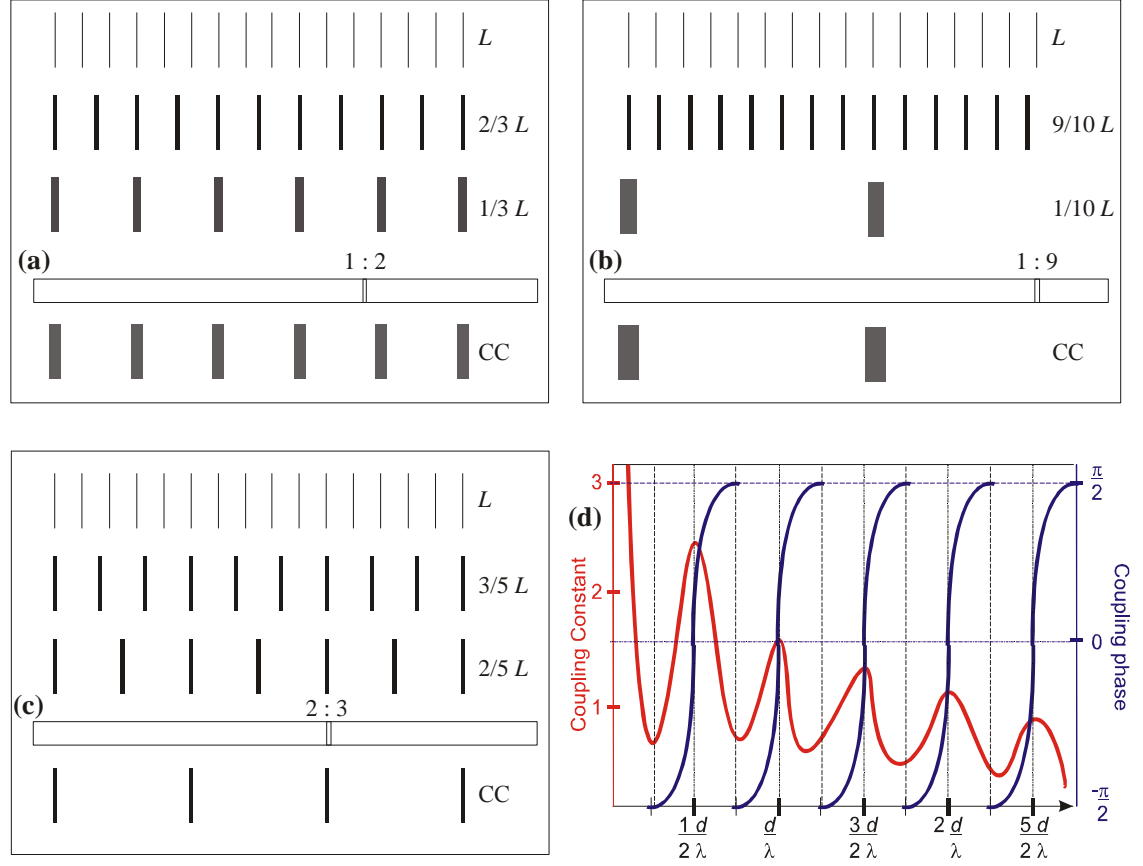 L
2/3 L
1/3 L
(a)
1 : 2
CC
L
9/10 L
1/10 L
(b)
1 : 9
CC
L
3/5 L
2/5 L
(c)
2 : 3
CC
(d)
Coupling Constant
3
2
1
π/2
0
-π/2
Coupling phase
1 d / 2 λ
d / λ
3 d / 2 λ
2 d / λ
5 d / 2 λ